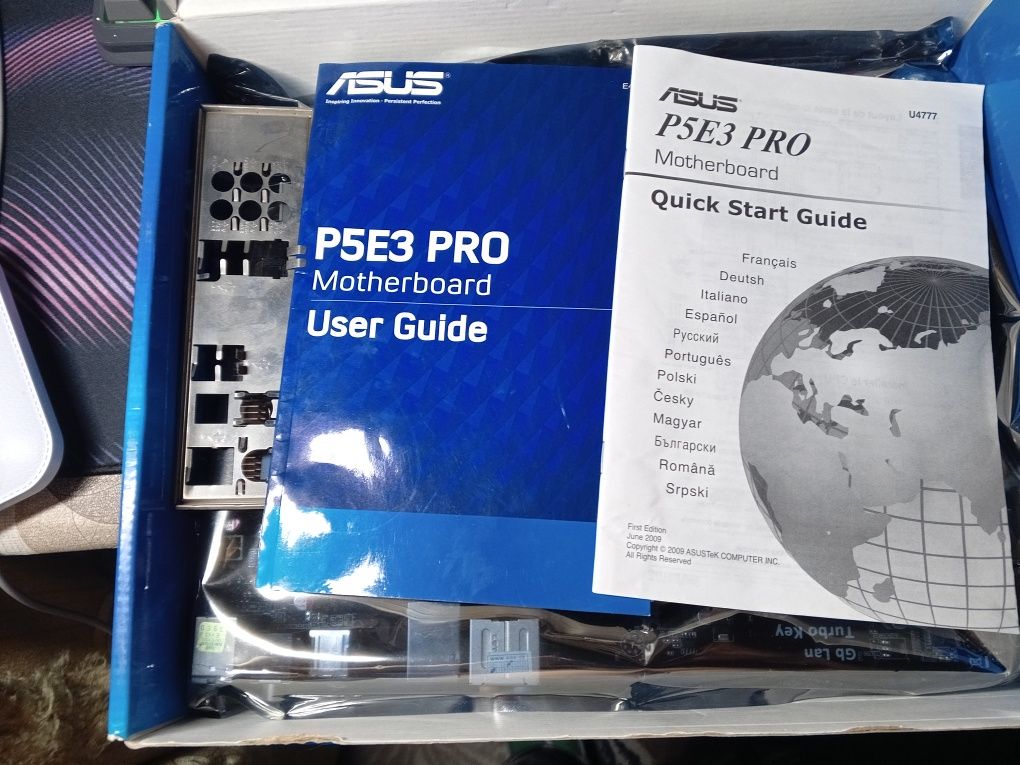 ASUS
Inspiring Innovation · Persistent Perfection
P5E3 PRO
Motherboard
User Guide
ASUS
U4777
P5E3 PRO
Motherboard
Quick Start Guide
Français
Deutsh
Italiano
Español
Русский
Português
Polski
Česky
Magyar
Български
Română
Srpski
First Edition
June 2009
Copyright © 2009 ASUSTeK COMPUTER INC.
All Rights Reserved
Gb Lan
Turbo Key